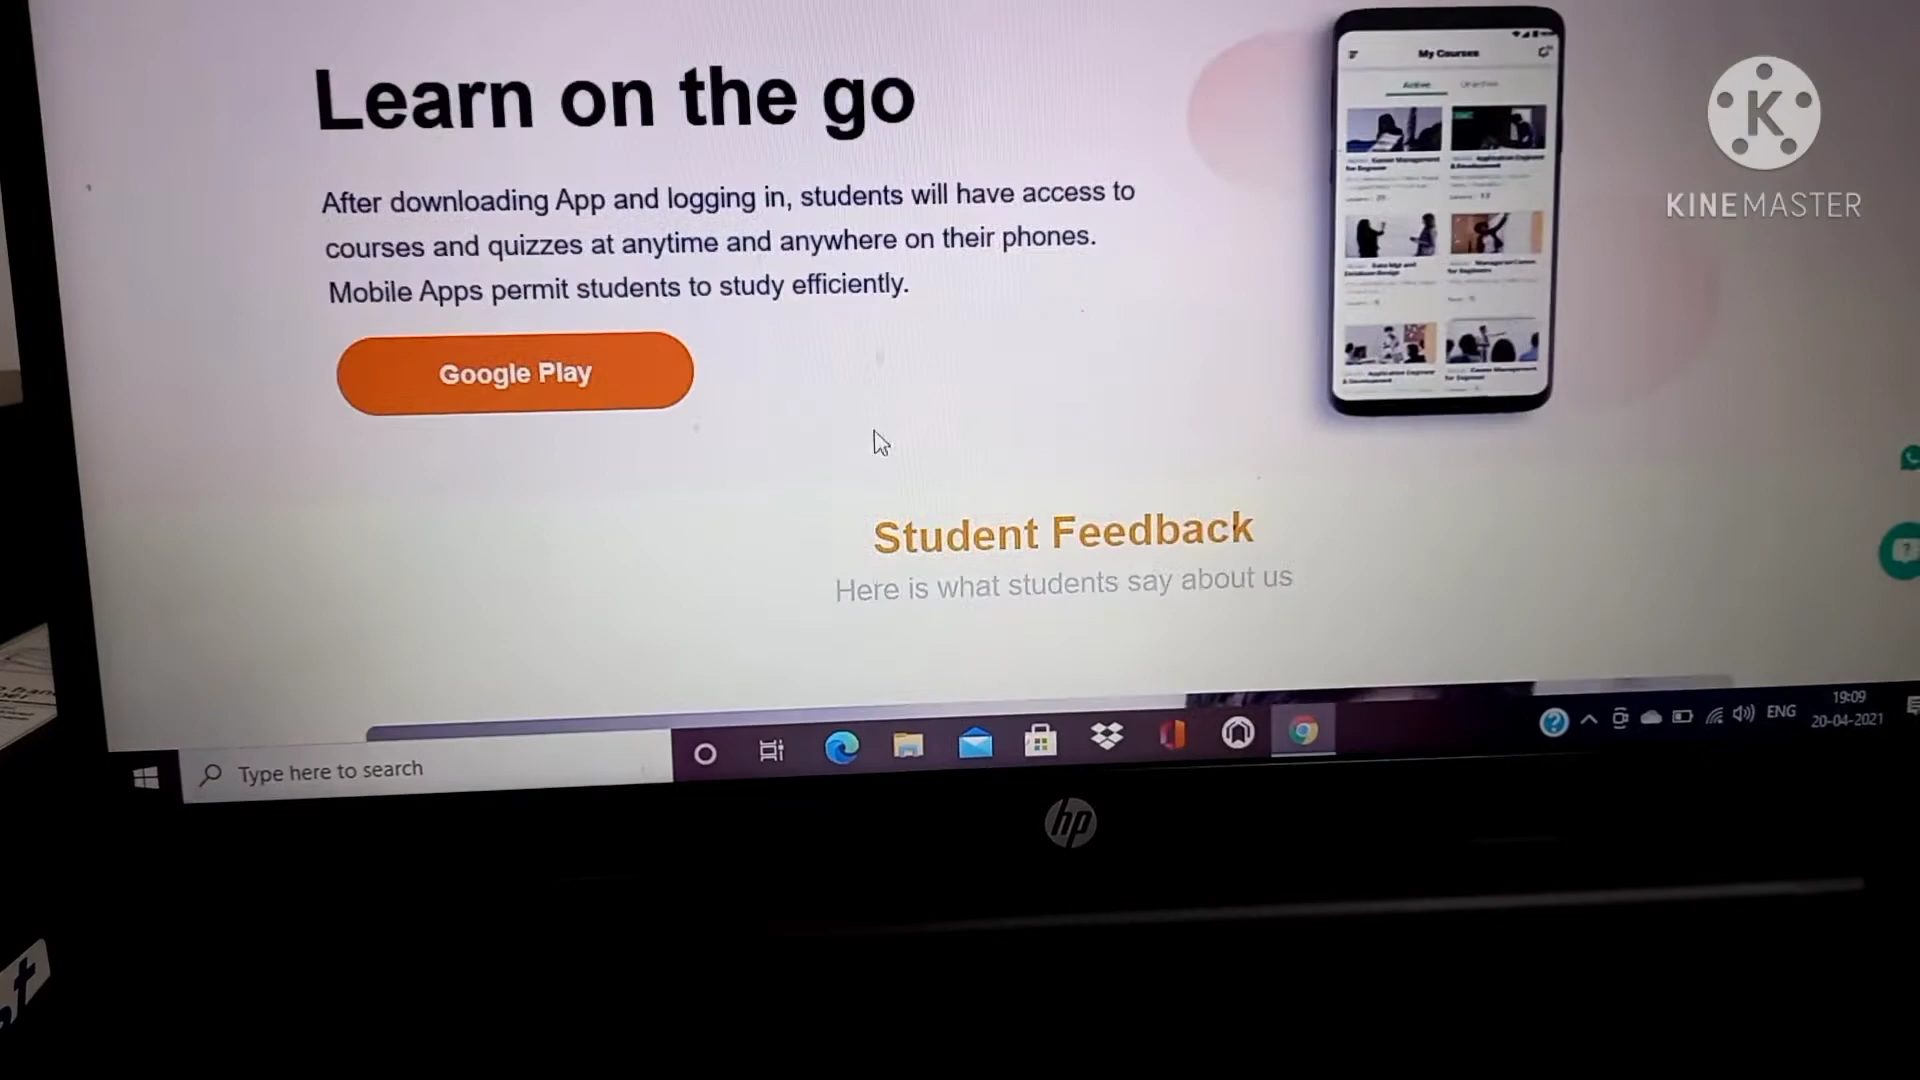 Learn on the go
After downloading App and logging in, students will have access to
courses and quizzes at anytime and anywhere on their phones.
Mobile Apps permit students to study efficiently.
Google Play
My Courses
Active
K
KINEMASTER
Student Feedback
Here is what students say about us
Type here to search
ENG
19:09
20-04-2021
hp